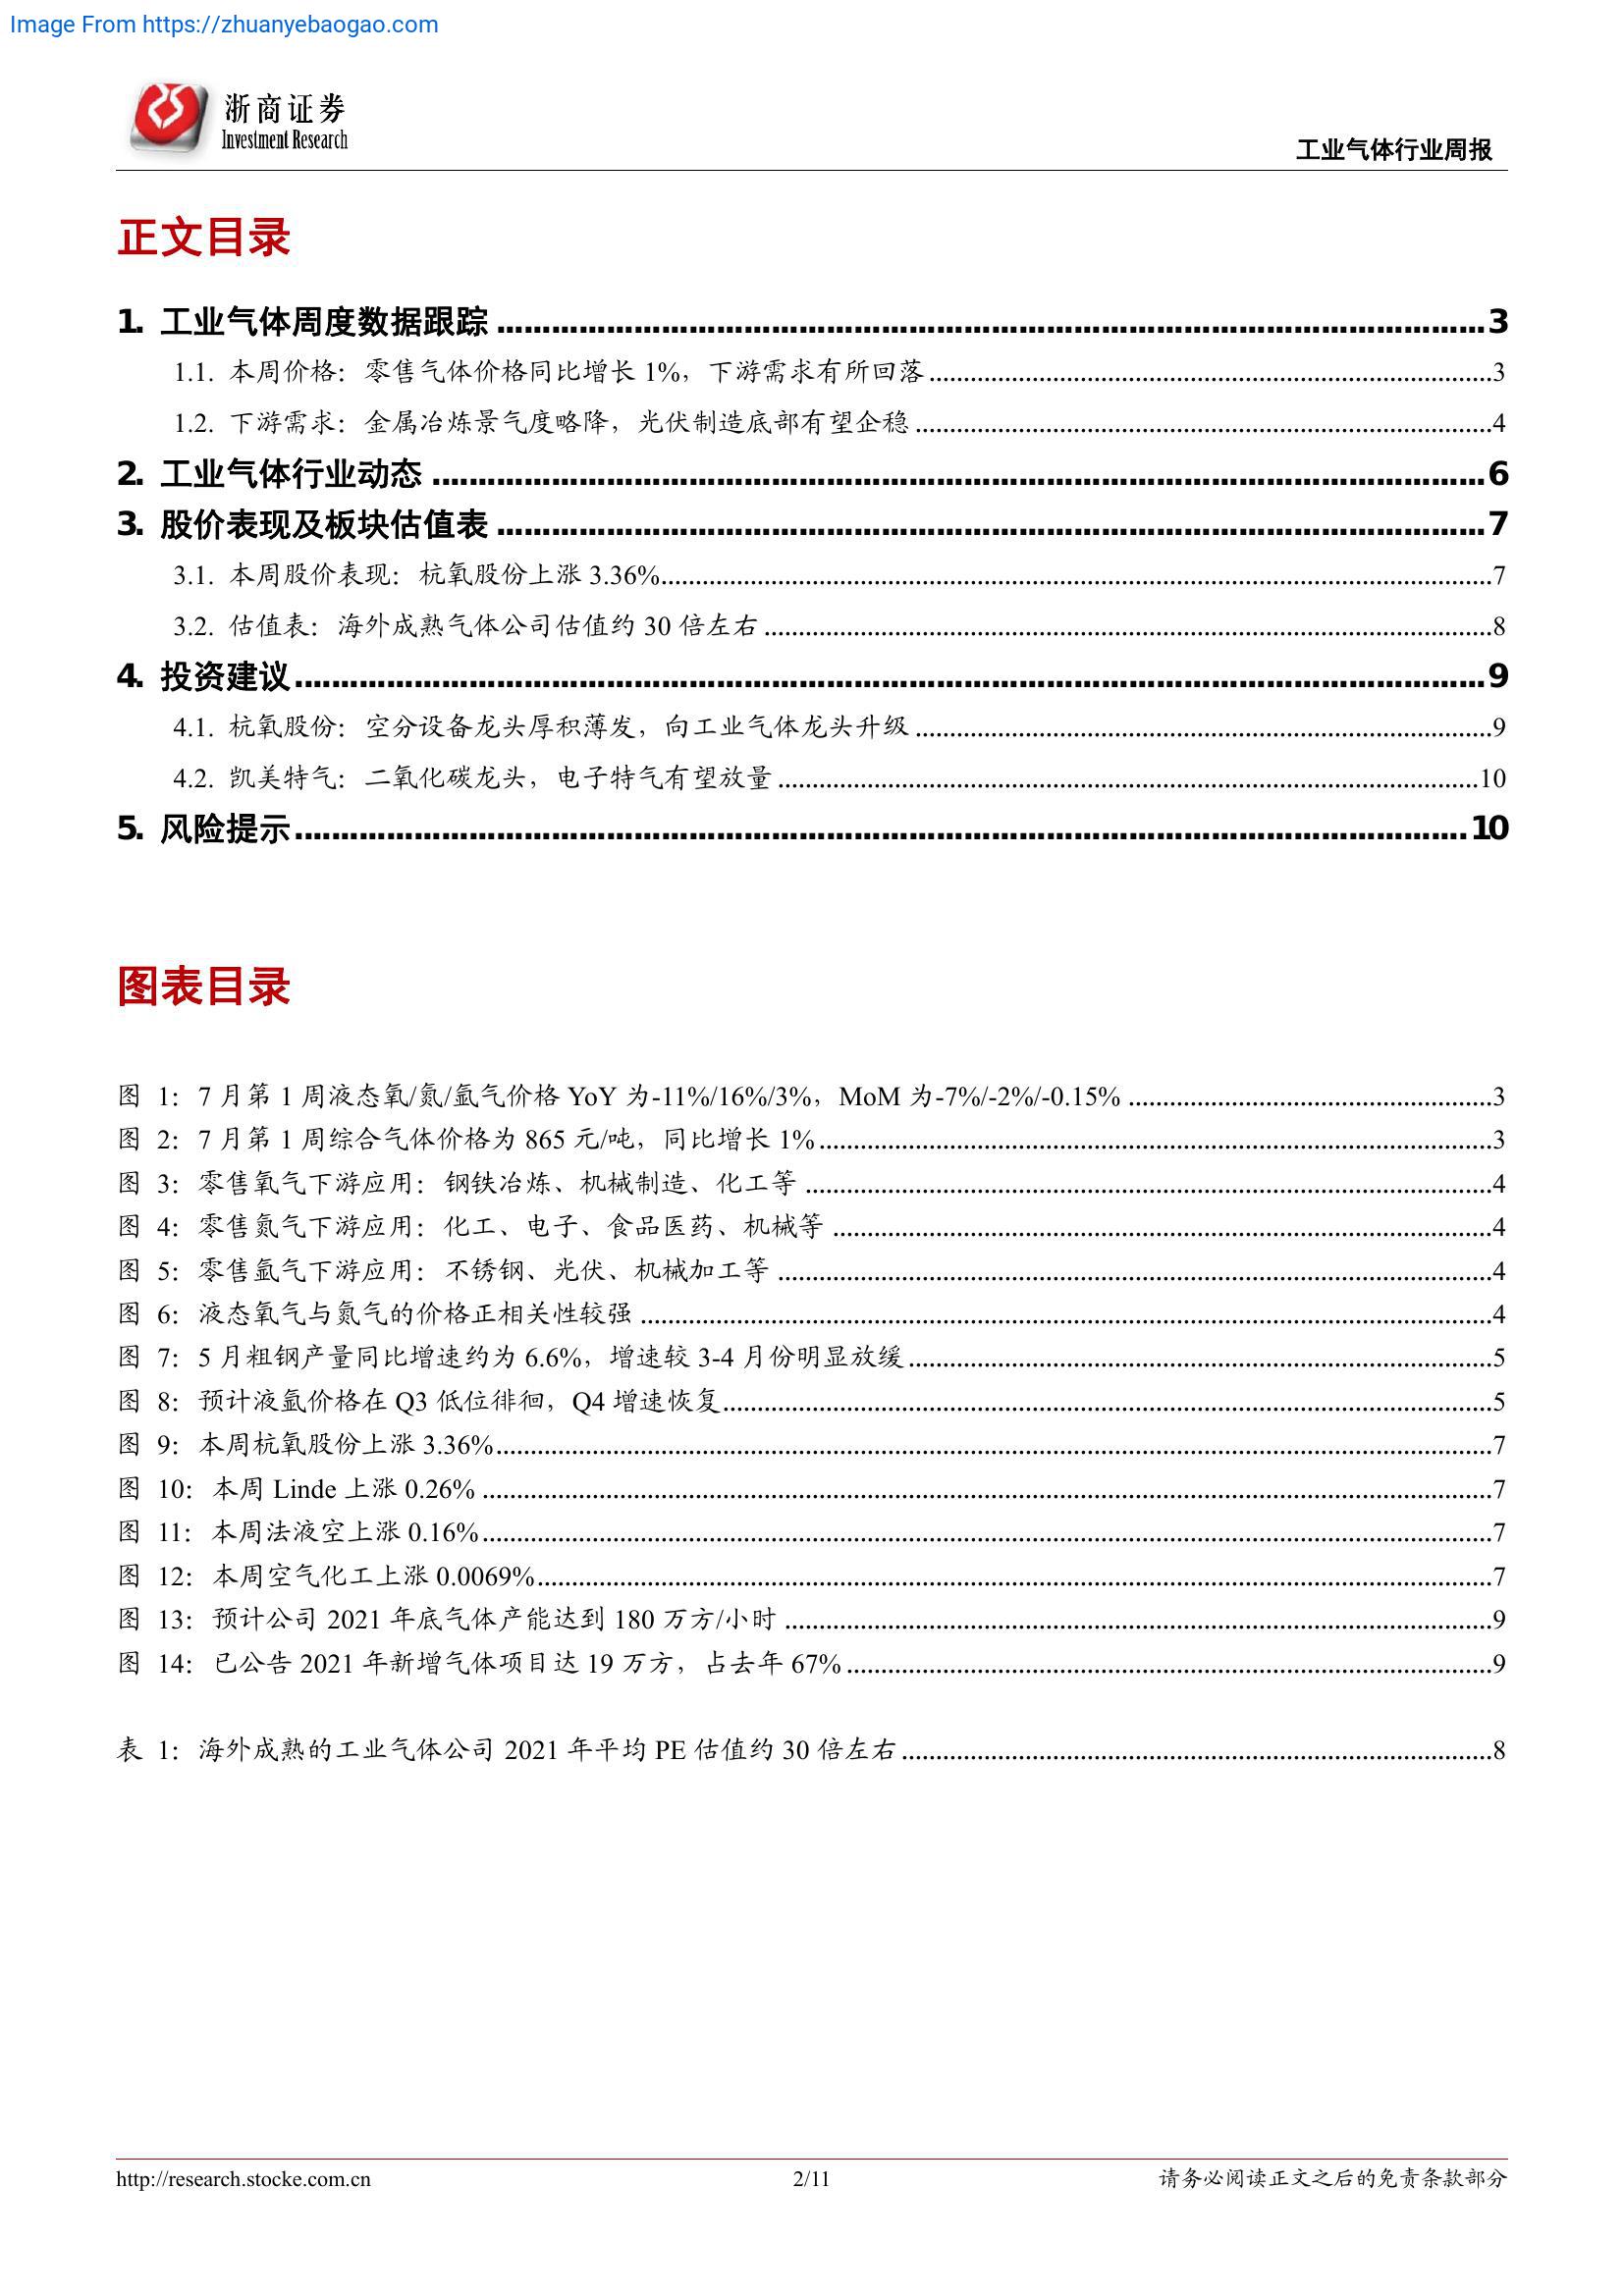 Image From https://zhuanyebaogao.com
浙商证券
Investment Research
工业气体行业周报
正文目录
1. 工业气体周度数据跟踪 ........ 3
1.1. 本周价格：零售气体价格同比增长 1%，下游需求有所回落 ........ 3
1.2. 下游需求：金属冶炼景气度略降，光伏制造底部有望企稳 ........ 4
2. 工业气体行业动态 ........ 6
3. 股价表现及板块估值表 ........ 7
3.1. 本周股价表现：杭氧股份上涨 3.36% ........ 7
3.2. 估值表：海外成熟气体公司估值约 30 倍左右 ........ 8
4. 投资建议 ........ 9
4.1. 杭氧股份：空分设备龙头厚积薄发，向工业气体龙头升级 ........ 9
4.2. 凯美特气：二氧化碳龙头，电子特气有望放量 ........ 10
5. 风险提示 ........ 10
图表目录
图 1：7 月第 1 周液态氧/氮/氩气价格 YoY 为-11%/16%/3%，MoM 为-7%/-2%/-0.15% ........ 3
图 2：7 月第 1 周综合气体价格为 865 元/吨，同比增长 1% ........ 3
图 3：零售氧气下游应用：钢铁冶炼、机械制造、化工等 ........ 4
图 4：零售氮气下游应用：化工、电子、食品医药、机械等 ........ 4
图 5：零售氩气下游应用：不锈钢、光伏、机械加工等 ........ 4
图 6：液态氧气与氮气的价格正相关性较强 ........ 4
图 7：5 月粗钢产量同比增速约为 6.6%，增速较 3-4 月份明显放缓 ........ 5
图 8：预计液氩价格在 Q3 低位徘徊，Q4 增速恢复 ........ 5
图 9：本周杭氧股份上涨 3.36% ........ 7
图 10：本周 Linde 上涨 0.26% ........ 7
图 11：本周法液空上涨 0.16% ........ 7
图 12：本周空气化工上涨 0.0069% ........ 7
图 13：预计公司 2021 年底气体产能达到 180 万方/小时 ........ 9
图 14：已公告 2021 年新增气体项目达 19 万方，占去年 67% ........ 9
表 1：海外成熟的工业气体公司 2021 年平均 PE 估值约 30 倍左右 ........ 8
http://research.stocke.com.cn
2/11
请务必阅读正文之后的免责条款部分